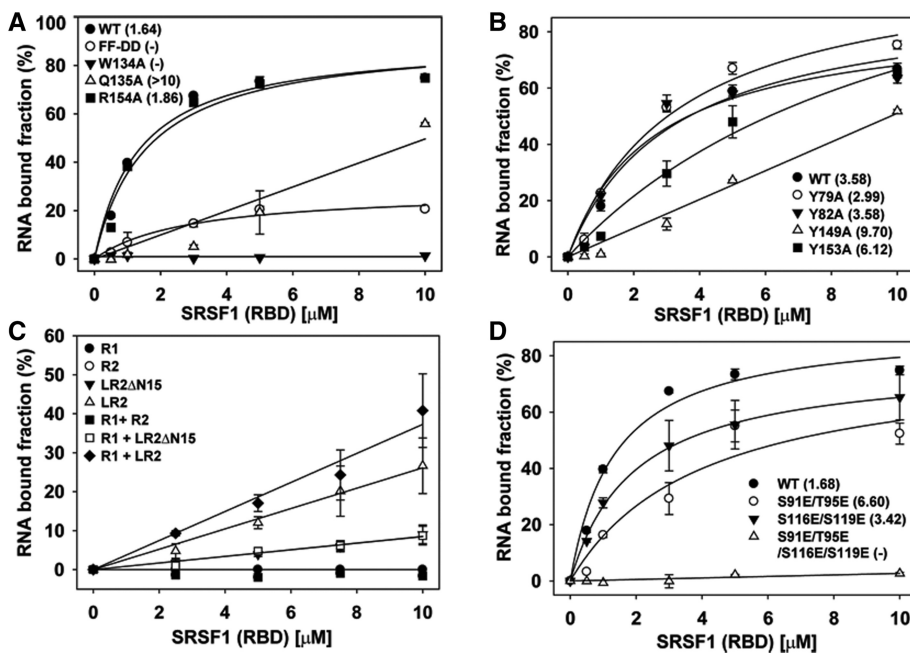 A
RNA bound fraction (%)
100
80
60
40
20
0
WT (1.64)
FF-DD (-)
W134A (-)
Q135A (>10)
R154A (1.86)
0 2 4 6 8 10
SRSF1 (RBD) [μM]
B
RNA bound fraction (%)
80
60
40
20
0
WT (3.58)
Y79A (2.99)
Y82A (3.58)
Y149A (9.70)
Y153A (6.12)
0 2 4 6 8 10
SRSF1 (RBD) [μM]
C
RNA bound fraction (%)
60
50
40
30
20
10
0
R1
R2
LR2ΔN15
LR2
R1+ R2
R1 + LR2ΔN15
R1 + LR2
0 2 4 6 8 10
SRSF1 (RBD) [μM]
D
RNA bound fraction (%)
80
60
40
20
0
WT (1.68)
S91E/T95E (6.60)
S116E/S119E (3.42)
S91E/T95E
/S116E/S119E (-)
0 2 4 6 8 10
SRSF1 (RBD) [μM]